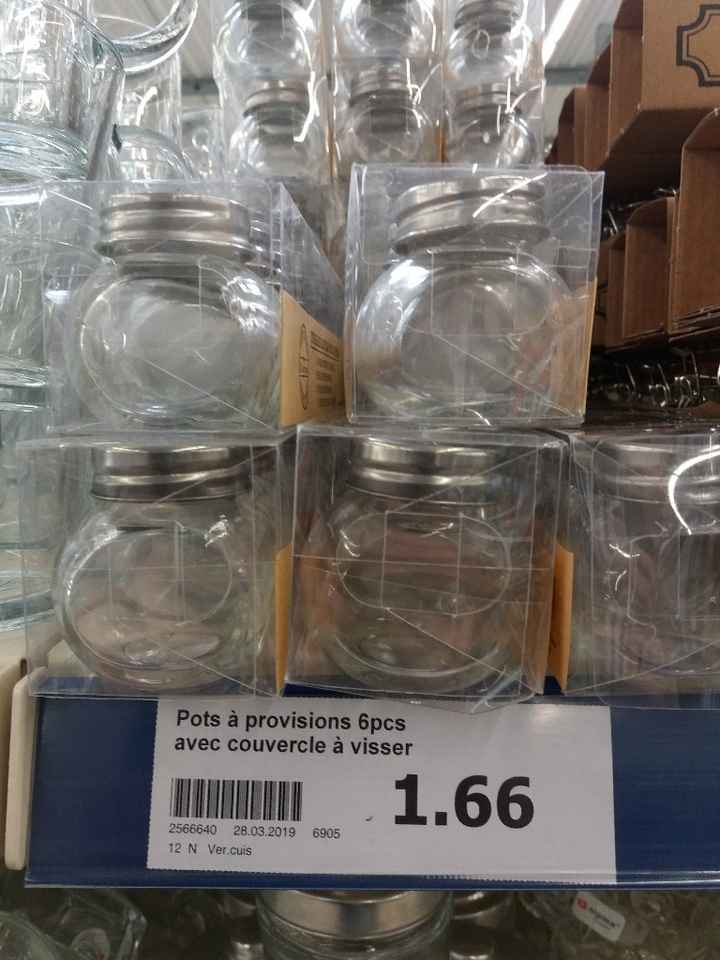 Pots à provisions 6pcs
avec couvercle à visser
1.66
2566640 28.03.2019 6905
12 N Ver.cuis